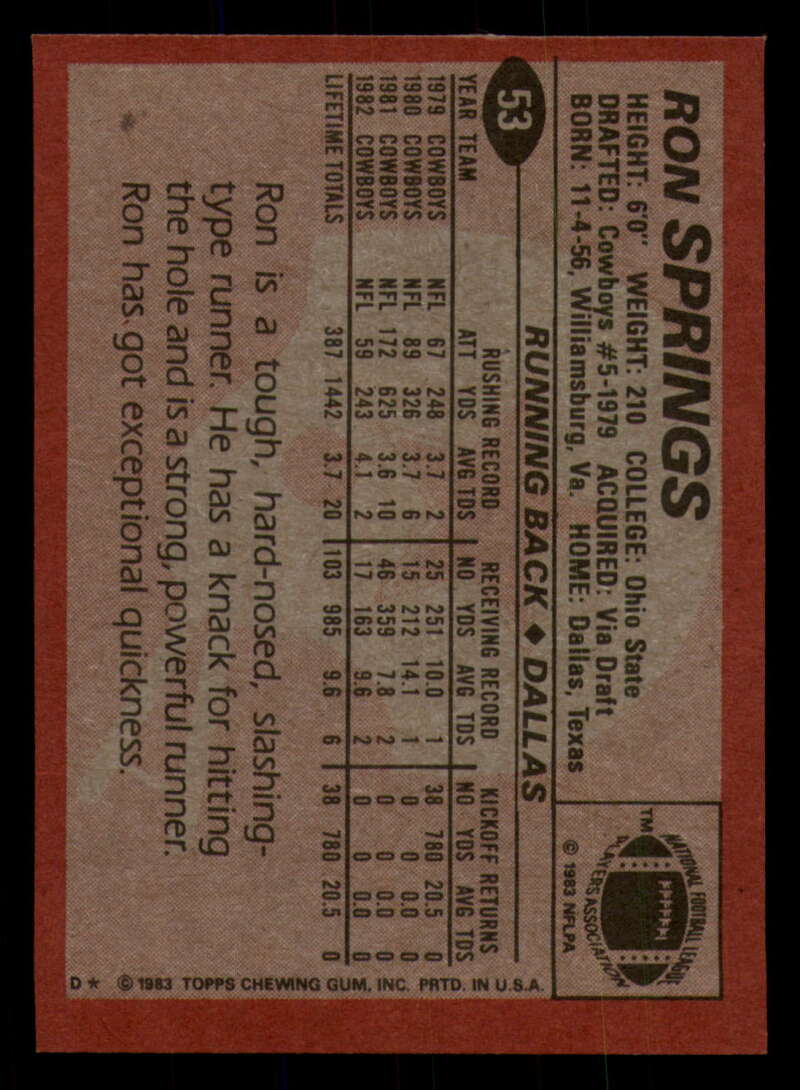 RON SPRINGS
HEIGHT: 6'0" WEIGHT: 210 COLLEGE: Ohio State
DRAFTED: Cowboys #5-1979 ACQUIRED: Via Draft
BORN: 11-4-56, Williamsburg, Va. HOME: Dallas, Texas
NATIONAL FOOTBALL LEAGUE
PLAYERS ASSOCIATION
TM
© 1983 NFLPA
53
RUNNING BACK ♦ DALLAS
RUSHING RECORD RECEIVING RECORD KICKOFF RETURNS
YEAR TEAM ATT YDS AVG TDS NO YDS AVG TDS NO YDS AVG TDS
1979 COWBOYS NFL 67 248 3.7 2 25 251 10.0 1 38 780 20.5 0
1980 COWBOYS NFL 89 326 3.7 6 15 212 14.1 1 0 0 0.0 0
1981 COWBOYS NFL 172 625 3.6 10 46 359 7.8 2 0 0 0.0 0
1982 COWBOYS NFL 59 243 4.1 2 17 163 9.6 2 0 0 0.0 0
LIFETIME TOTALS 387 1442 3.7 20 103 985 9.6 6 38 780 20.5 0
Ron is a tough, hard-nosed, slashing-
type runner. He has a knack for hitting
the hole and is a strong, powerful runner.
Ron has got exceptional quickness.
D* © 1983 TOPPS CHEWING GUM, INC. PRTD. IN U.S.A.